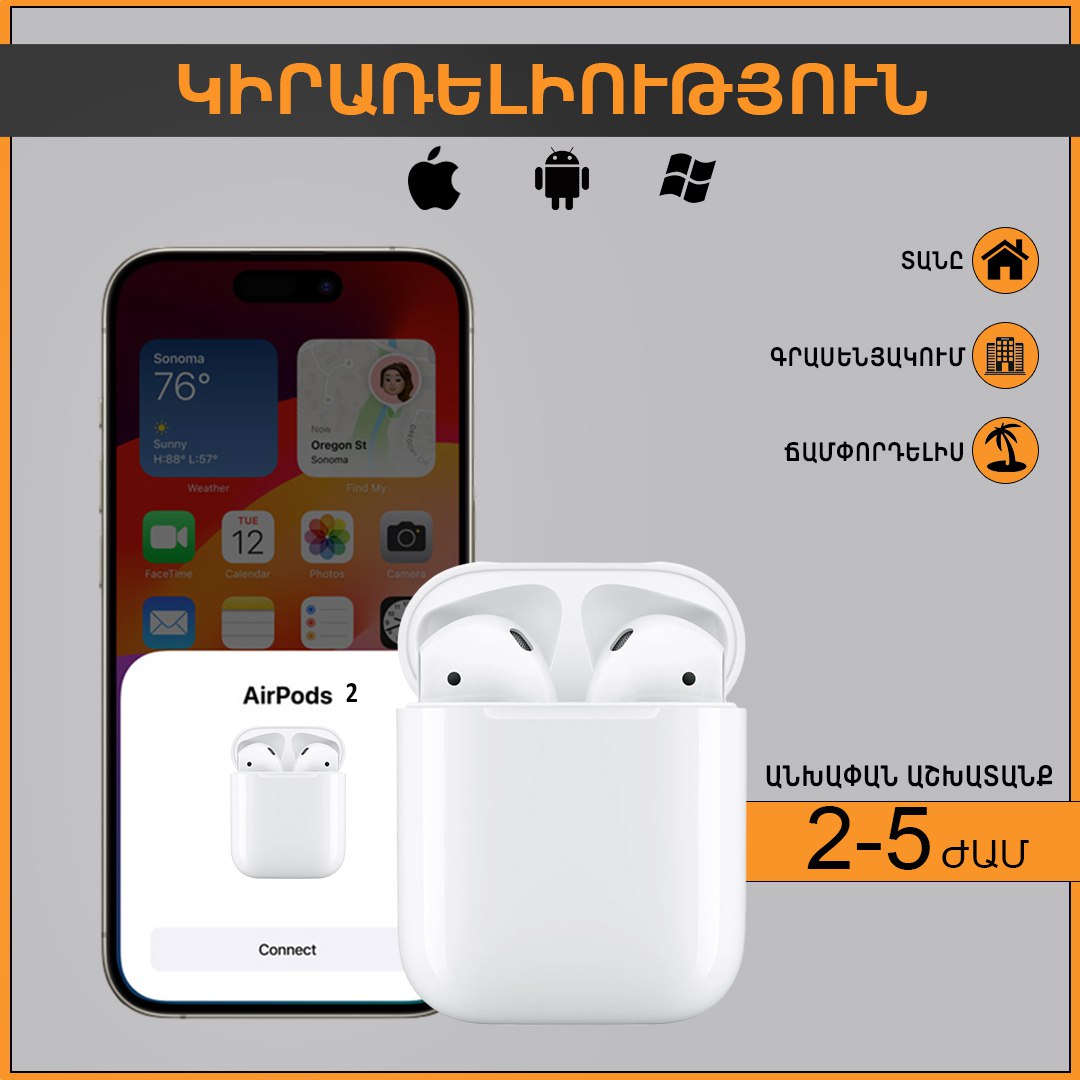 ԿԻՐԱՌԵԼԻՈՒԹՅՈՒՆ
ՏԱՆԸ
ԳՐԱՍԵՆՅԱԿՈՒՄ
ՃԱՄՓՈՐԴԵԼԻՍ
Sonoma
76°
Sunny
H:88° L:57°
Weather
Now
Oregon St
Sonoma
Find My
TUE
12
FaceTime
Calendar
Photos
Camera
AirPods 2
Connect
ԱՆԽԱՓԱՆ ԱՇԽԱՏԱՆՔ
2-5 ԺԱՄ